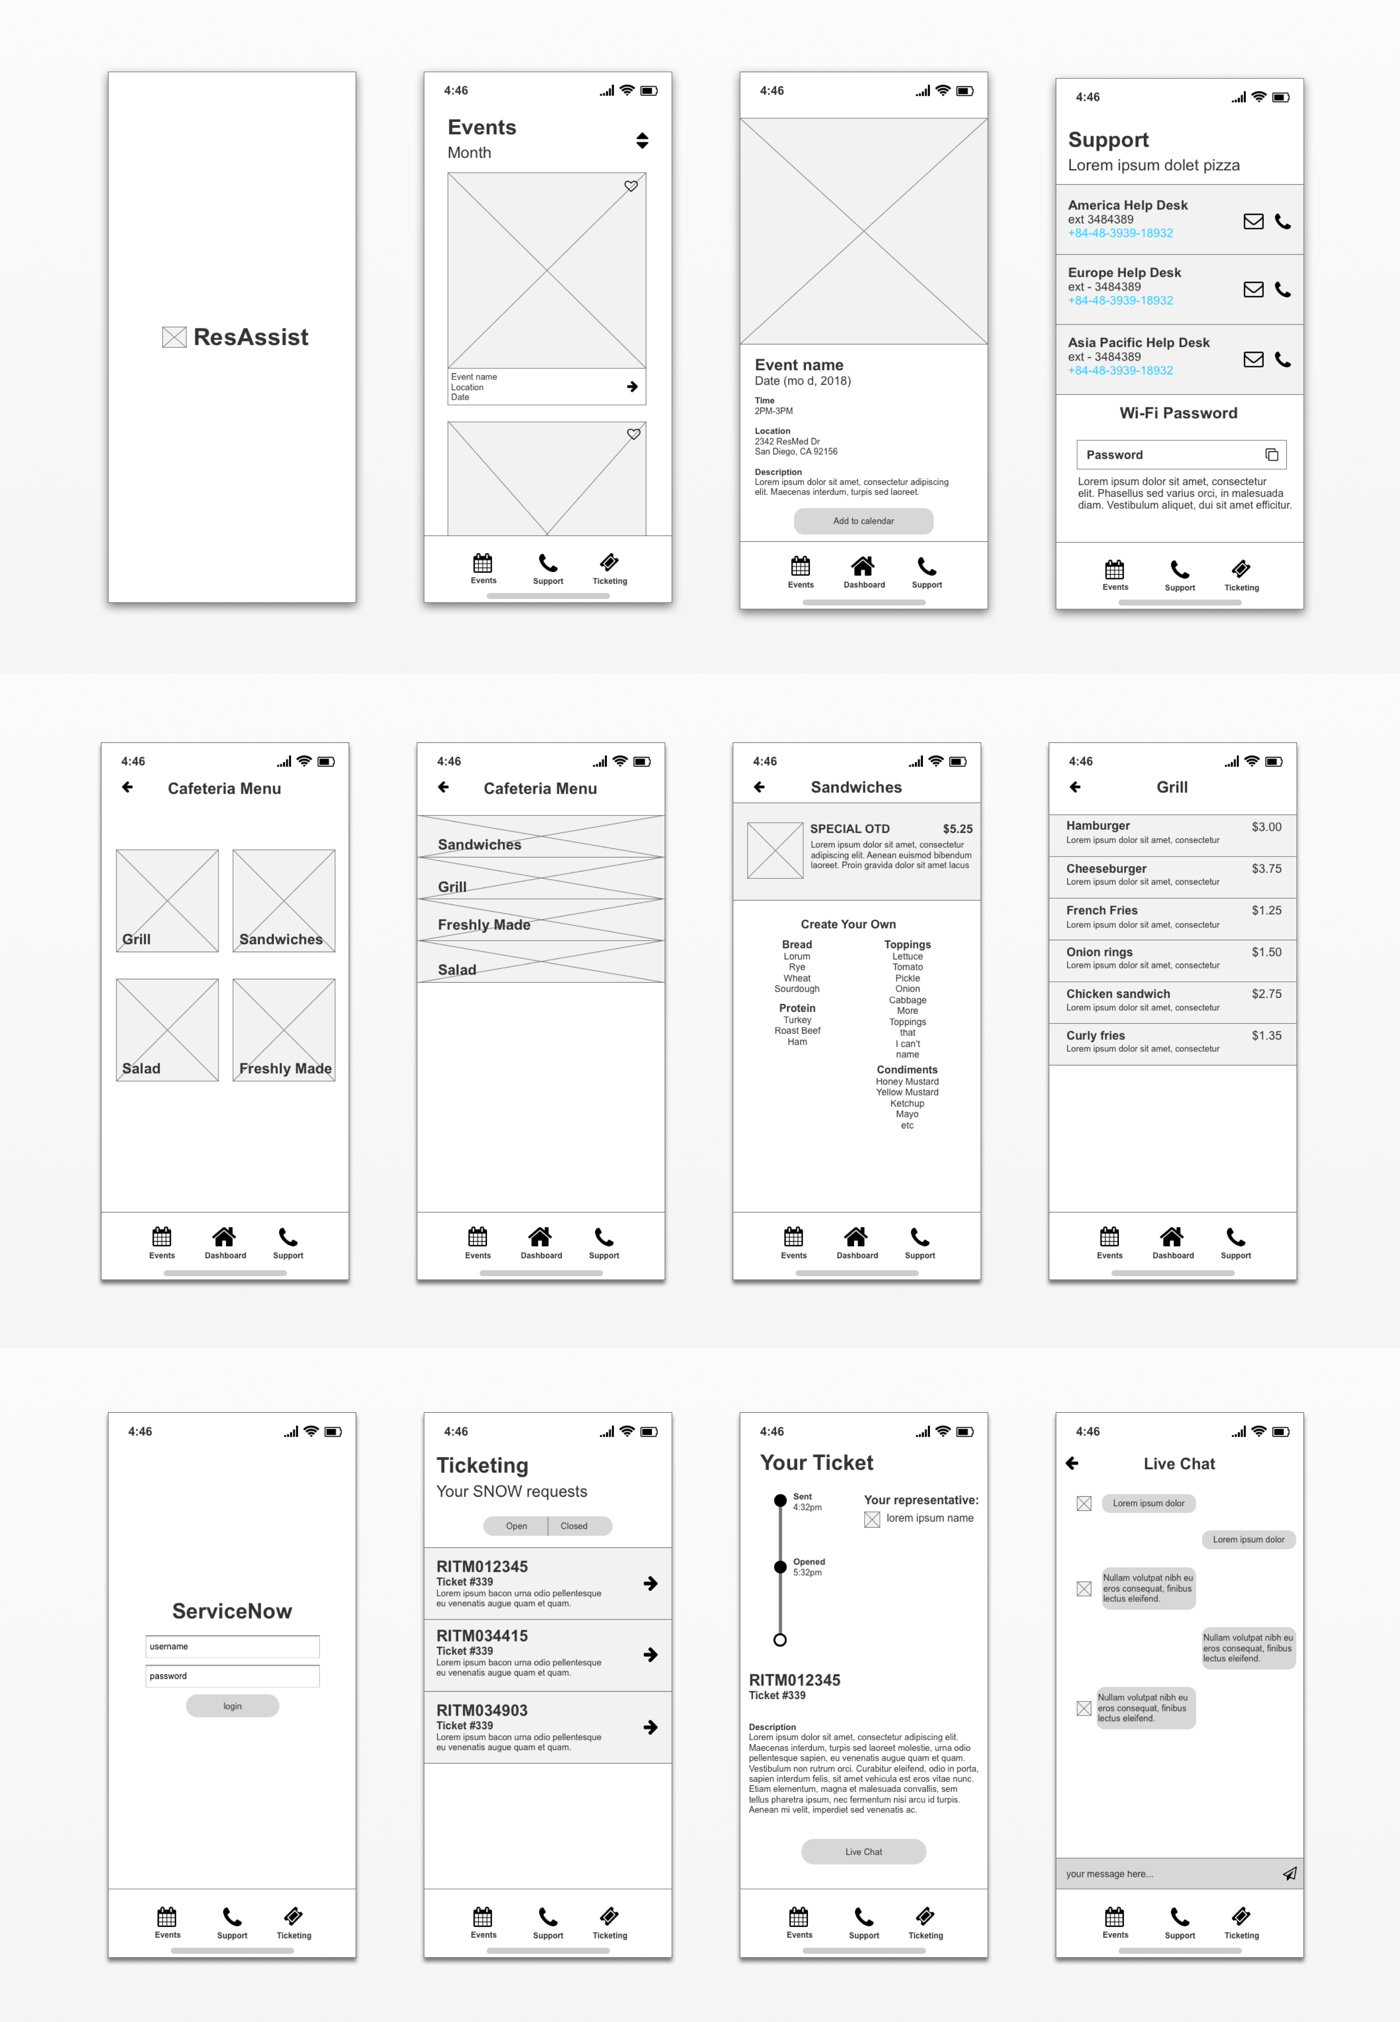 ResAssist
4:46
Events
Month
Event name
Location
Date
Events
Support
Ticketing
4:46
Event name
Date (mo d, 2018)
Time
2PM-3PM
Location
2342 ResMed Dr
San Diego, CA 92156
Description
Lorem ipsum dolor sit amet, consectetur adipiscing
elit. Maecenas interdum, turpis sed laoreet.
Add to calendar
Events
Dashboard
Support
4:46
Support
Lorem ipsum dolet pizza
America Help Desk
ext 3484389
+84-48-3939-18932
Europe Help Desk
ext - 3484389
+84-48-3939-18932
Asia Pacific Help Desk
ext - 3484389
+84-48-3939-18932
Wi-Fi Password
Password
Lorem ipsum dolor sit amet, consectetur
elit. Phasellus sed varius orci, in malesuada
diam. Vestibulum aliquet, dui sit amet efficitur.
Events
Support
Ticketing
4:46
Cafeteria Menu
Grill
Sandwiches
Salad
Freshly Made
Events
Dashboard
Support
4:46
Cafeteria Menu
Sandwiches
Grill
Freshly Made
Salad
Events
Dashboard
Support
4:46
Sandwiches
SPECIAL OTD
$5.25
Lorem ipsum dolor sit amet, consectetur
adipiscing elit. Aenean euismod bibendum
laoreet. Proin gravida dolor sit amet lacus
Create Your Own
Bread
Lorum
Rye
Wheat
Sourdough
Protein
Turkey
Roast Beef
Ham
Toppings
Lettuce
Tomato
Pickle
Onion
Cabbage
More
Toppings
that
I can't
name
Condiments
Honey Mustard
Yellow Mustard
Ketchup
Mayo
etc
Events
Dashboard
Support
4:46
Grill
Hamburger
$3.00
Lorem ipsum dolor sit amet, consectetur
Cheeseburger
$3.75
Lorem ipsum dolor sit amet, consectetur
French Fries
$1.25
Lorem ipsum dolor sit amet, consectetur
Onion rings
$1.50
Lorem ipsum dolor sit amet, consectetur
Chicken sandwich
$2.75
Lorem ipsum dolor sit amet, consectetur
Curly fries
$1.35
Lorem ipsum dolor sit amet, consectetur
Events
Dashboard
Support
4:46
ServiceNow
username
password
login
Events
Support
Ticketing
4:46
Ticketing
Your SNOW requests
Open
Closed
RITM012345
Ticket #339
Lorem ipsum bacon urna odio pellentesque
eu venenatis augue quam et quam.
RITM034415
Ticket #339
Lorem ipsum bacon urna odio pellentesque
eu venenatis augue quam et quam.
RITM034903
Ticket #339
Lorem ipsum bacon urna odio pellentesque
eu venenatis augue quam et quam.
Events
Support
Ticketing
4:46
Your Ticket
Sent
4:32pm
Your representative:
lorem ipsum name
Opened
5:32pm
RITM012345
Ticket #339
Description
Lorem ipsum dolor sit amet, consectetur adipiscing elit.
Maecenas interdum, turpis sed laoreet molestie, urna odio
pellentesque sapien, eu venenatis augue quam et quam.
Vestibulum non rutrum orci. Curabitur eleifend, odio in porta,
sapien interdum felis, sit amet vehicula est eros vitae nunc.
Etiam elementum, magna et malesuada convallis, sem
tellus pharetra ipsum, nec fermentum nisi arcu id turpis.
Aenean mi velit, imperdiet sed venenatis ac.
Live Chat
Events
Support
Ticketing
4:46
Live Chat
Lorem ipsum dolor
Lorem ipsum dolor
Nullam volutpat nibh eu
eros consequat, finibus
lectus eleifend.
Nullam volutpat nibh eu
eros consequat, finibus
lectus eleifend.
Nullam volutpat nibh eu
eros consequat, finibus
lectus eleifend.
your message here...
Events
Support
Ticketing